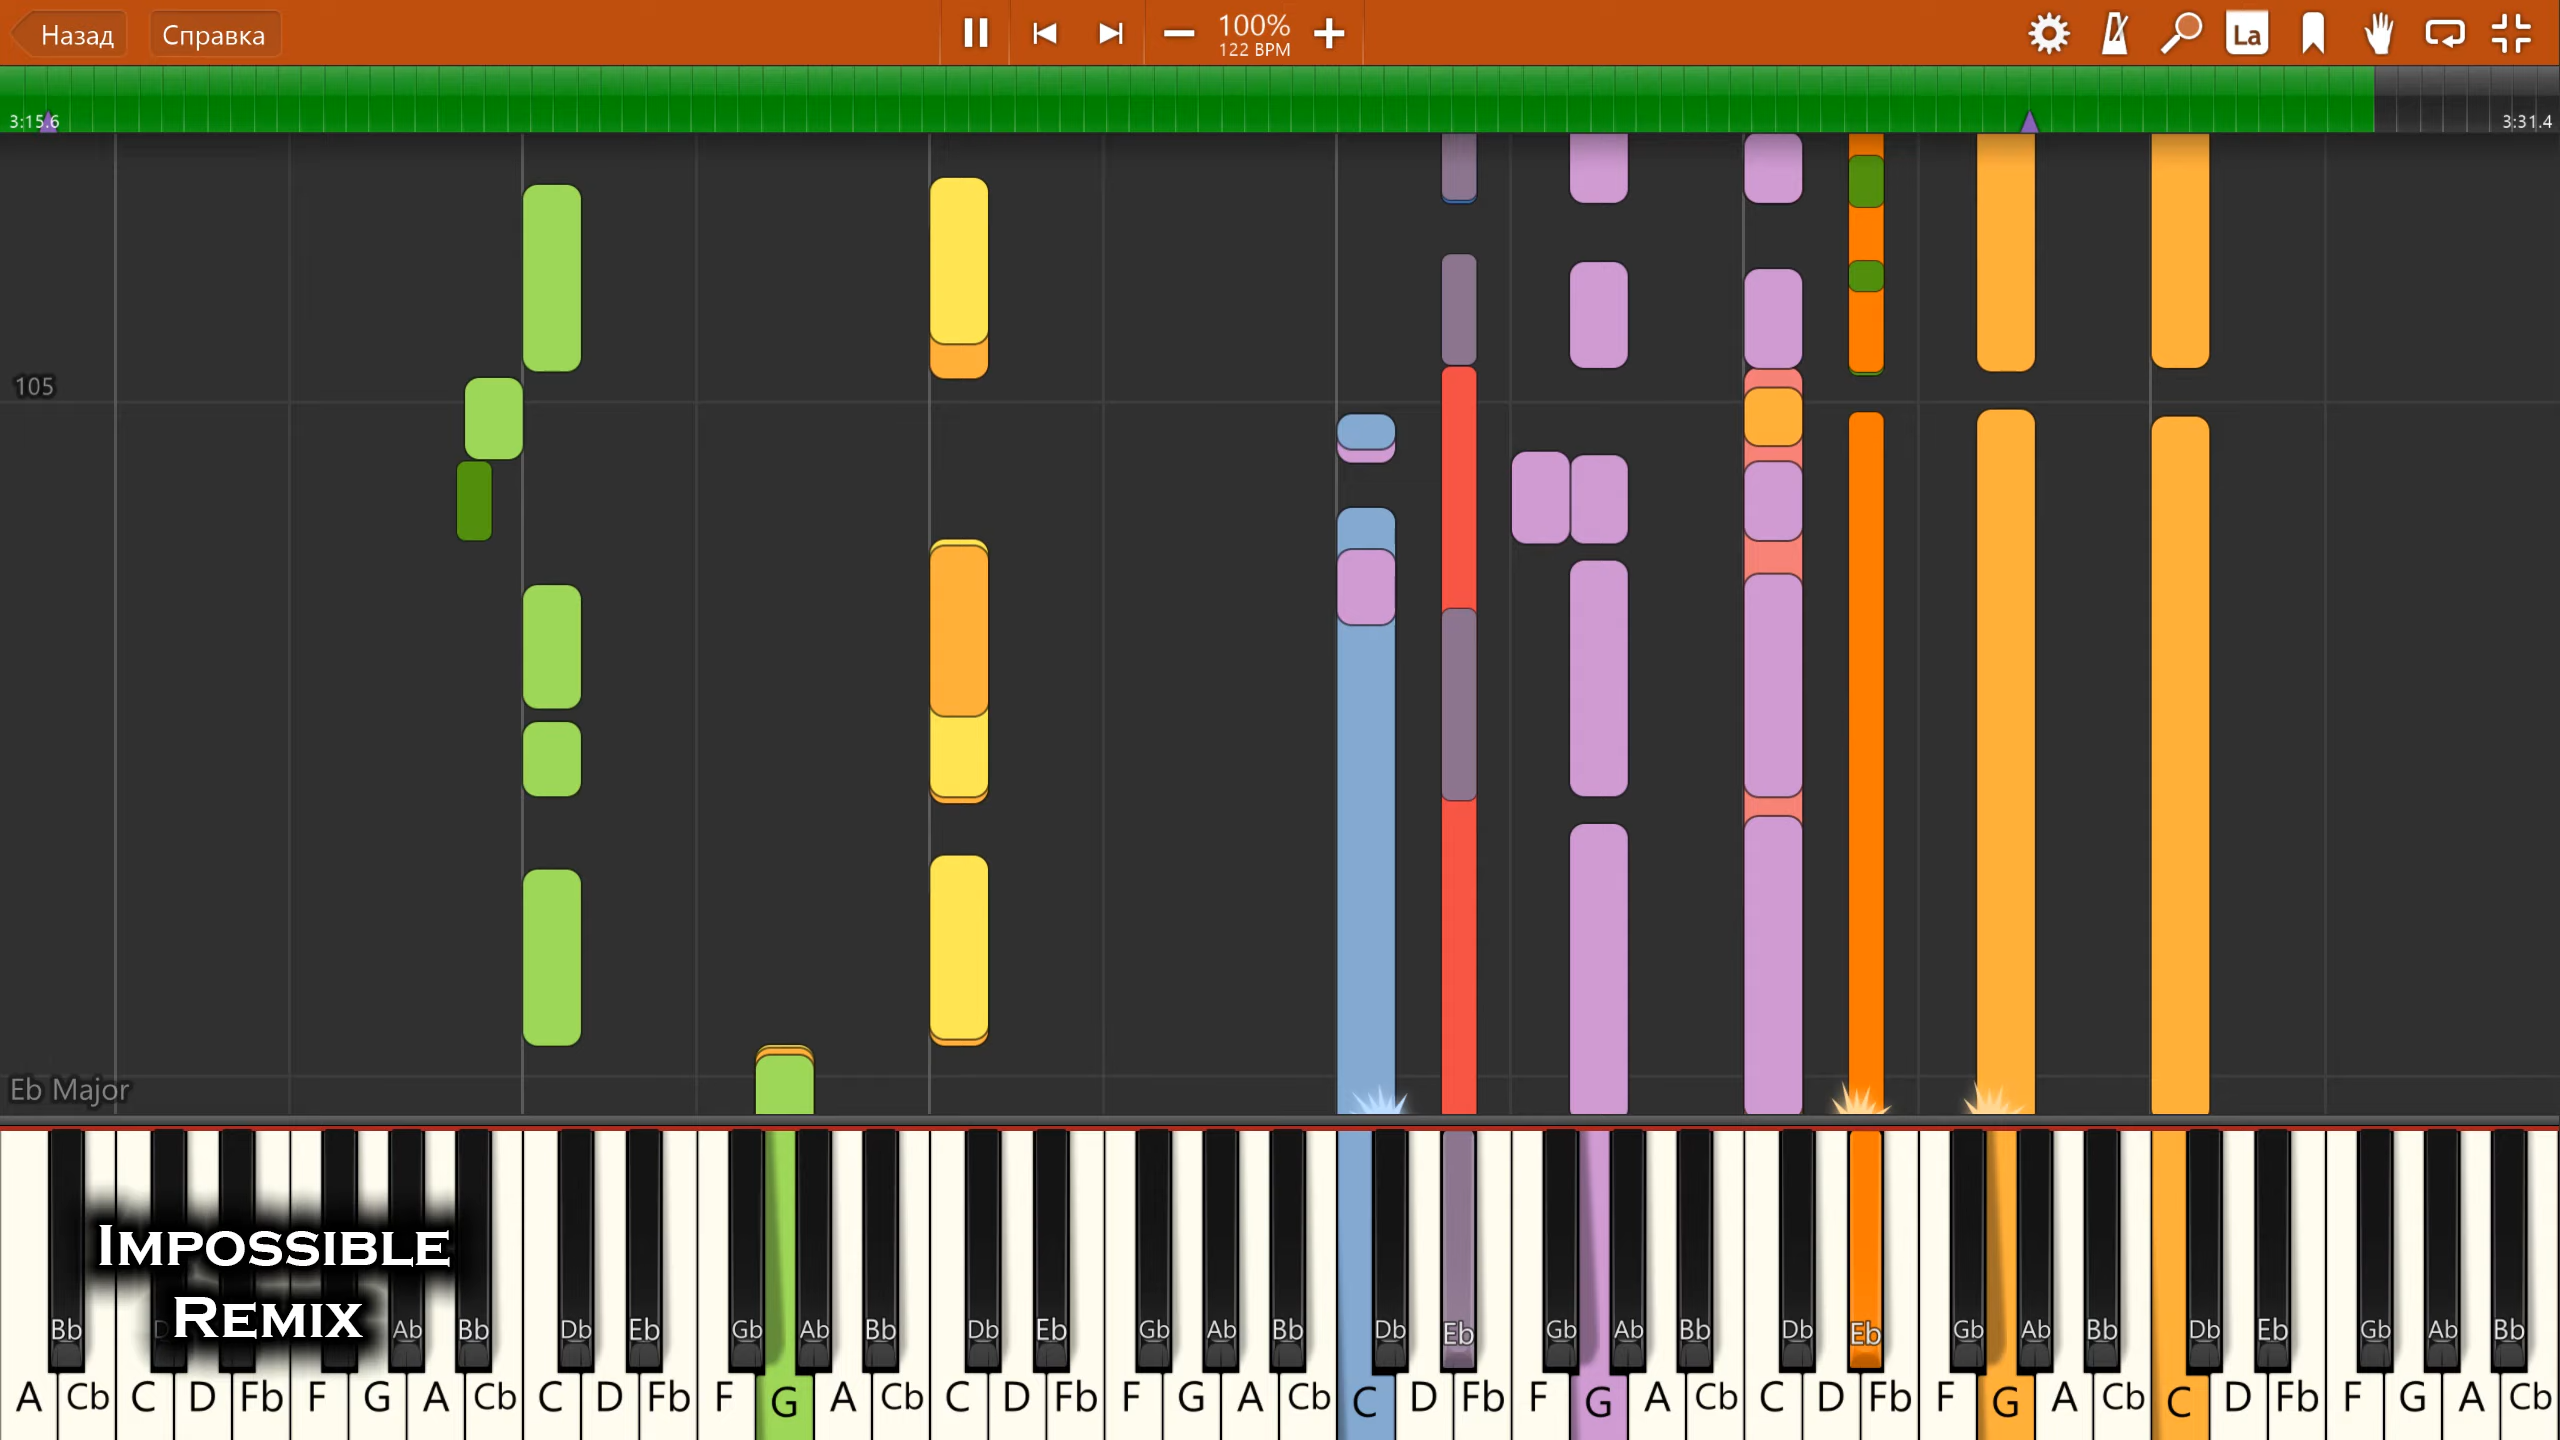 Назад Справка 100% La
122 BPM
3:15.6 3:31.4
105
Eb Major
Impossible
Remix
Bb Ab Bb Db Eb Gb Ab Bb Db Eb Gb Ab Bb Db Eb Gb Ab Bb Db Eb Gb Ab Bb Db Eb Gb Ab Bb
A Cb C D Fb F G A Cb C D Fb F G A Cb C D Fb F G A Cb C D Fb F G A Cb C D Fb F G A Cb C D Fb F G A Cb